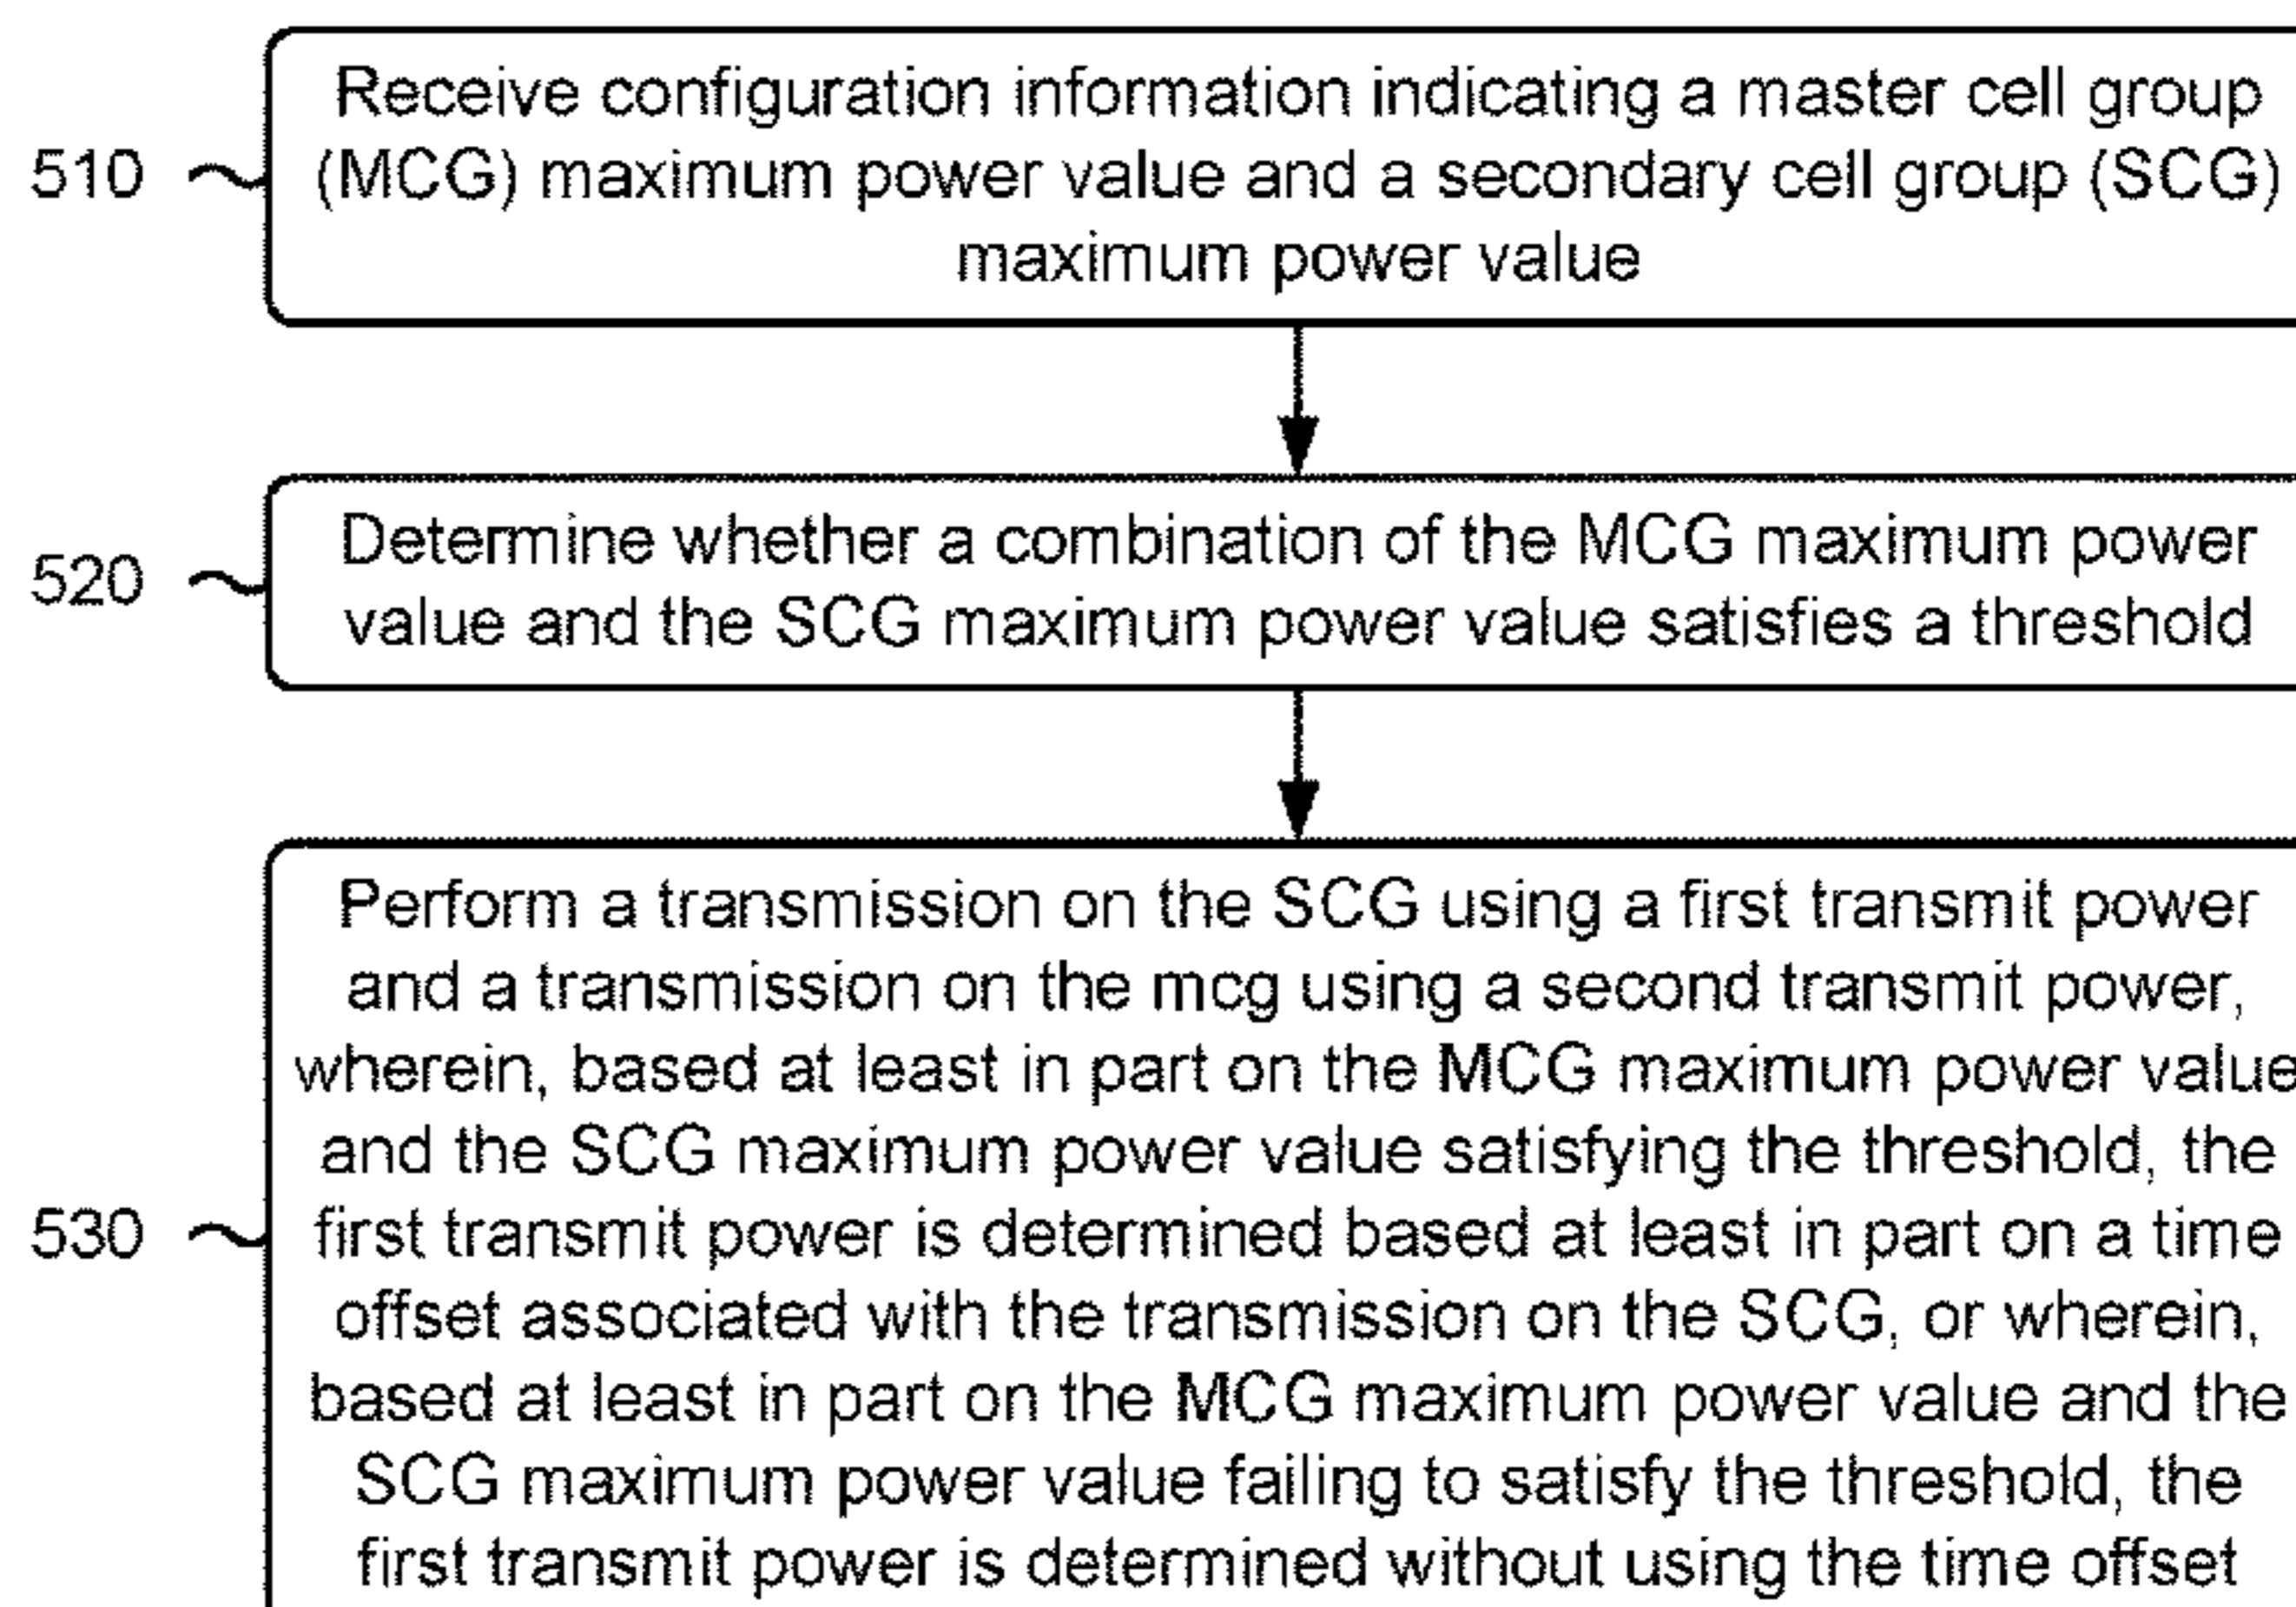 Receive configuration information indicating a master cell group
510
(MCG) maximum power value and a secondary cell group (SCG)
maximum power value
Determine whether a combination of the MCG maximum power
520
value and the SCG maximum power value satisfies a threshold
Perform a transmission on the SCG using a first transmit power
and a transmission on the mcg using a second transmit power,
wherein, based at least in part on the MCG maximum power value
and the SCG maximum power value satisfying the threshold, the
530
first transmit power is determined based at least in part on a time
offset associated with the transmission on the SCG, or wherein,
based at least in part on the MCG maximum power value and the
SCG maximum power value failing to satisfy the threshold, the
first transmit power is determined without using the time offset